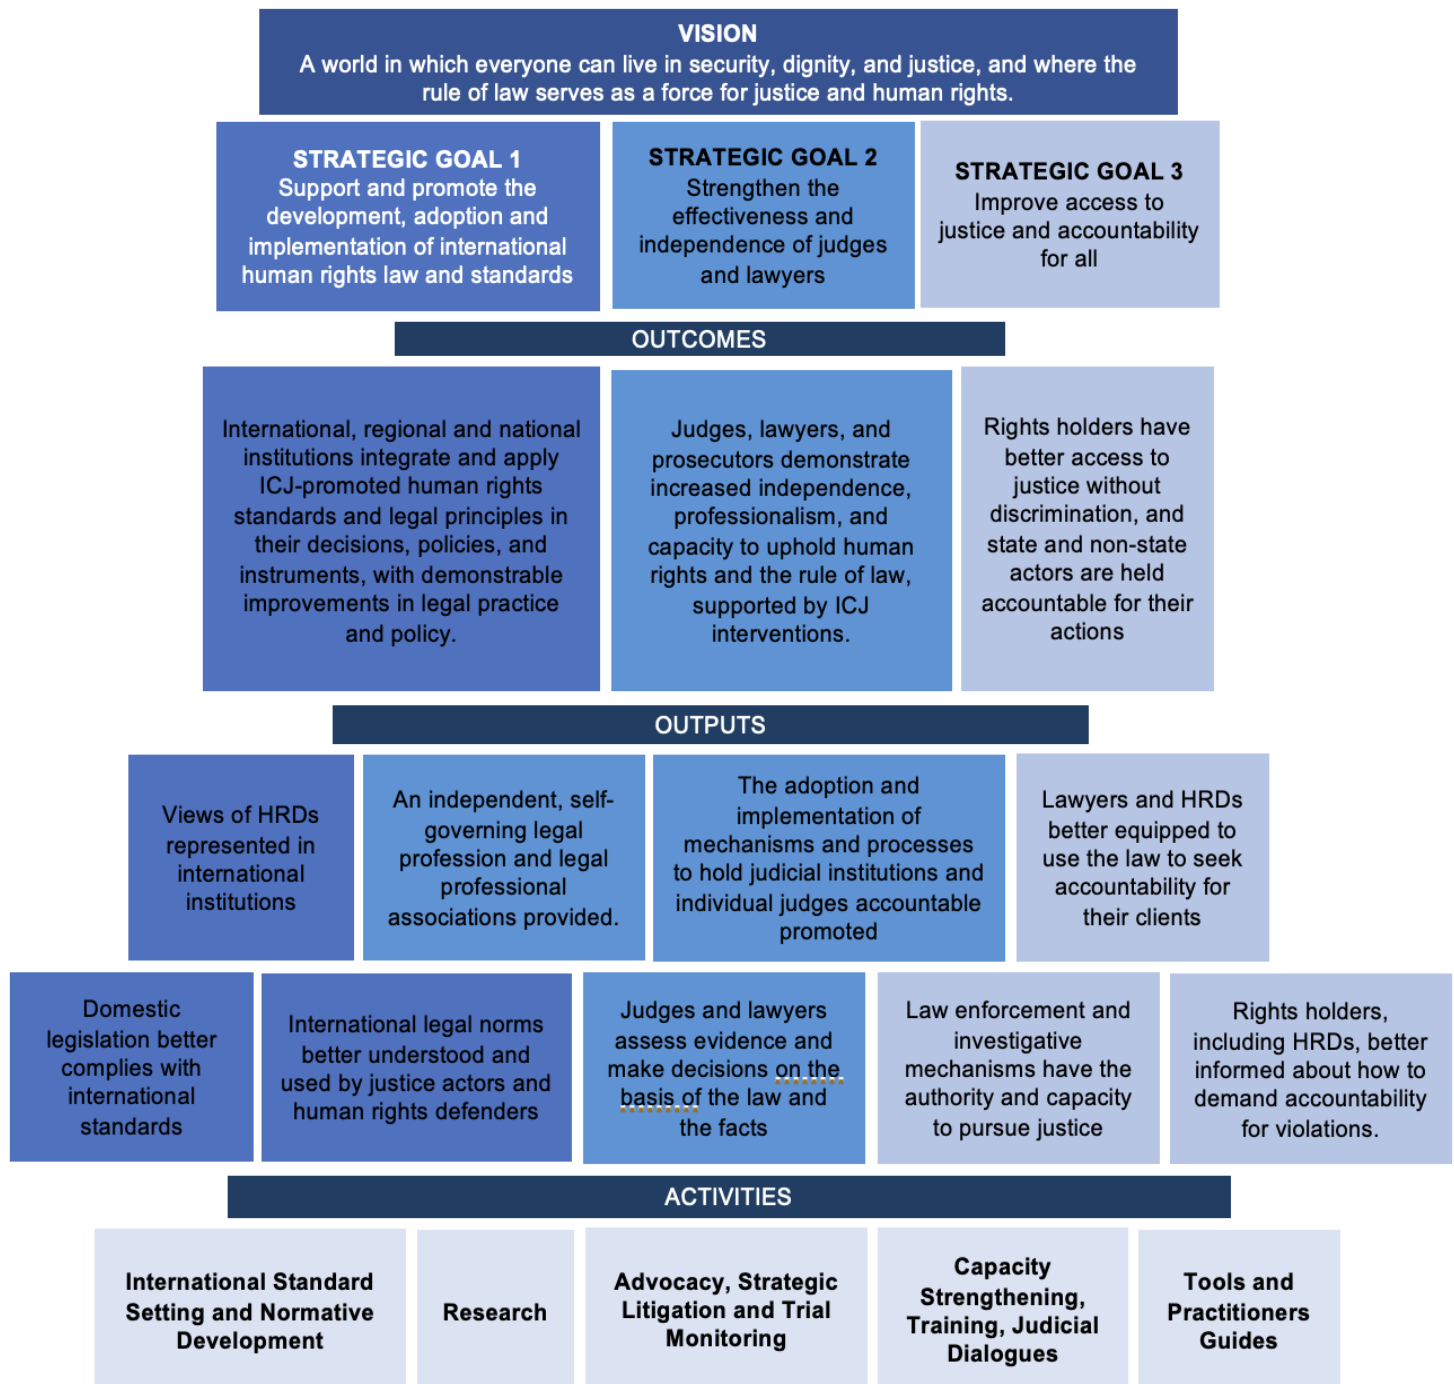 VISION
A world in which everyone can live in security, dignity, and justice, and where the
rule of law serves as a force for justice and human rights.
STRATEGIC GOAL 1
Support and promote the
development, adoption and
implementation of international
human rights law and standards
STRATEGIC GOAL 2
Strengthen the
effectiveness and
independence of judges
and lawyers
STRATEGIC GOAL 3
Improve access to
justice and accountability
for all
OUTCOMES
International, regional and national
institutions integrate and apply
ICJ-promoted human rights
standards and legal principles in
their decisions, policies, and
instruments, with demonstrable
improvements in legal practice
and policy.
Judges, lawyers, and
prosecutors demonstrate
increased independence,
professionalism, and
capacity to uphold human
rights and the rule of law,
supported by ICJ
interventions.
Rights holders have
better access to
justice without
discrimination, and
state and non-state
actors are held
accountable for their
actions
OUTPUTS
Views of HRDs
represented in
international
institutions
An independent, self-
governing legal
profession and legal
professional
associations provided.
The adoption and
implementation of
mechanisms and processes
to hold judicial institutions and
individual judges accountable
promoted
Lawyers and HRDs
better equipped to
use the law to seek
accountability for
their clients
Domestic
legislation better
complies with
international
standards
International legal norms
better understood and
used by justice actors and
human rights defenders
Judges and lawyers
assess evidence and
make decisions on the
basis of the law and
the facts
Law enforcement and
investigative
mechanisms have the
authority and capacity
to pursue justice
Rights holders,
including HRDs, better
informed about how to
demand accountability
for violations.
ACTIVITIES
International Standard
Setting and Normative
Development
Research
Advocacy, Strategic
Litigation and Trial
Monitoring
Capacity
Strengthening,
Training, Judicial
Dialogues
Tools and
Practitioners
Guides